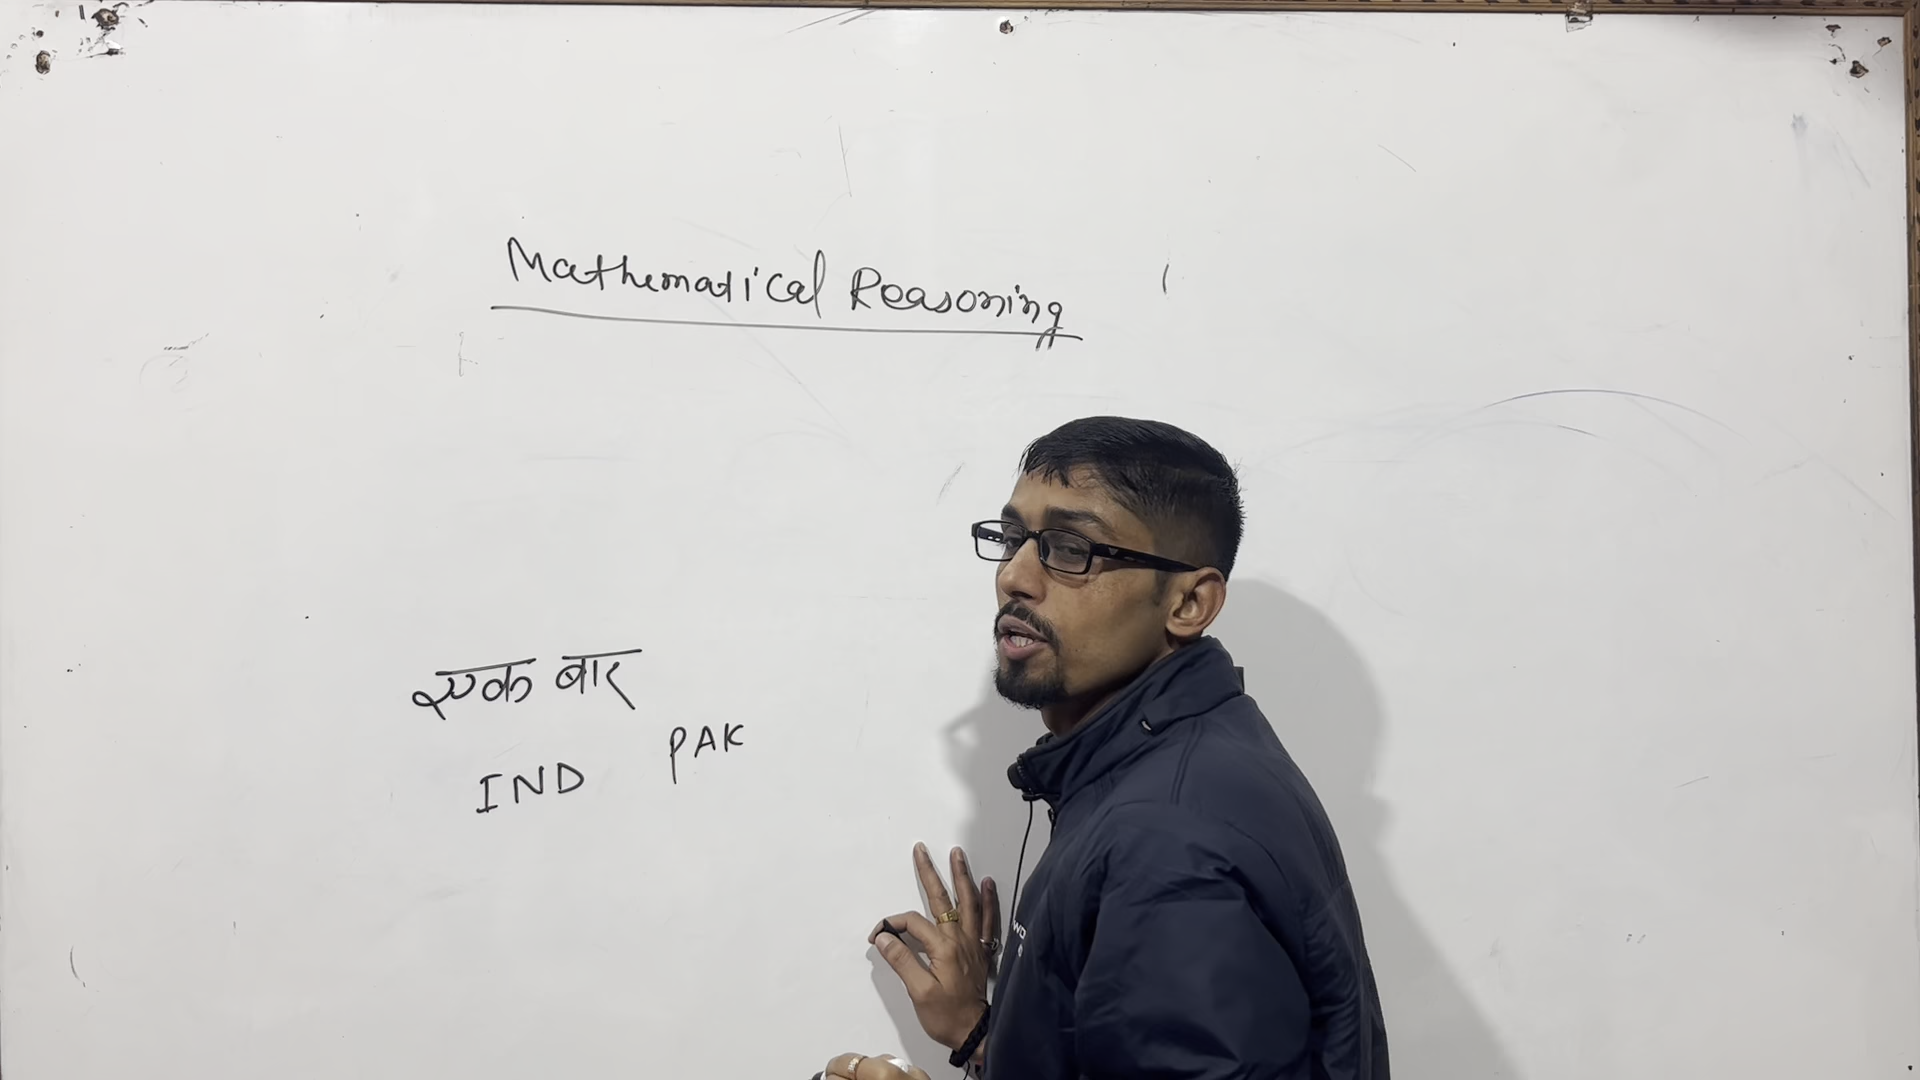 Mathematical Reasoning
एक बार
IND PAK